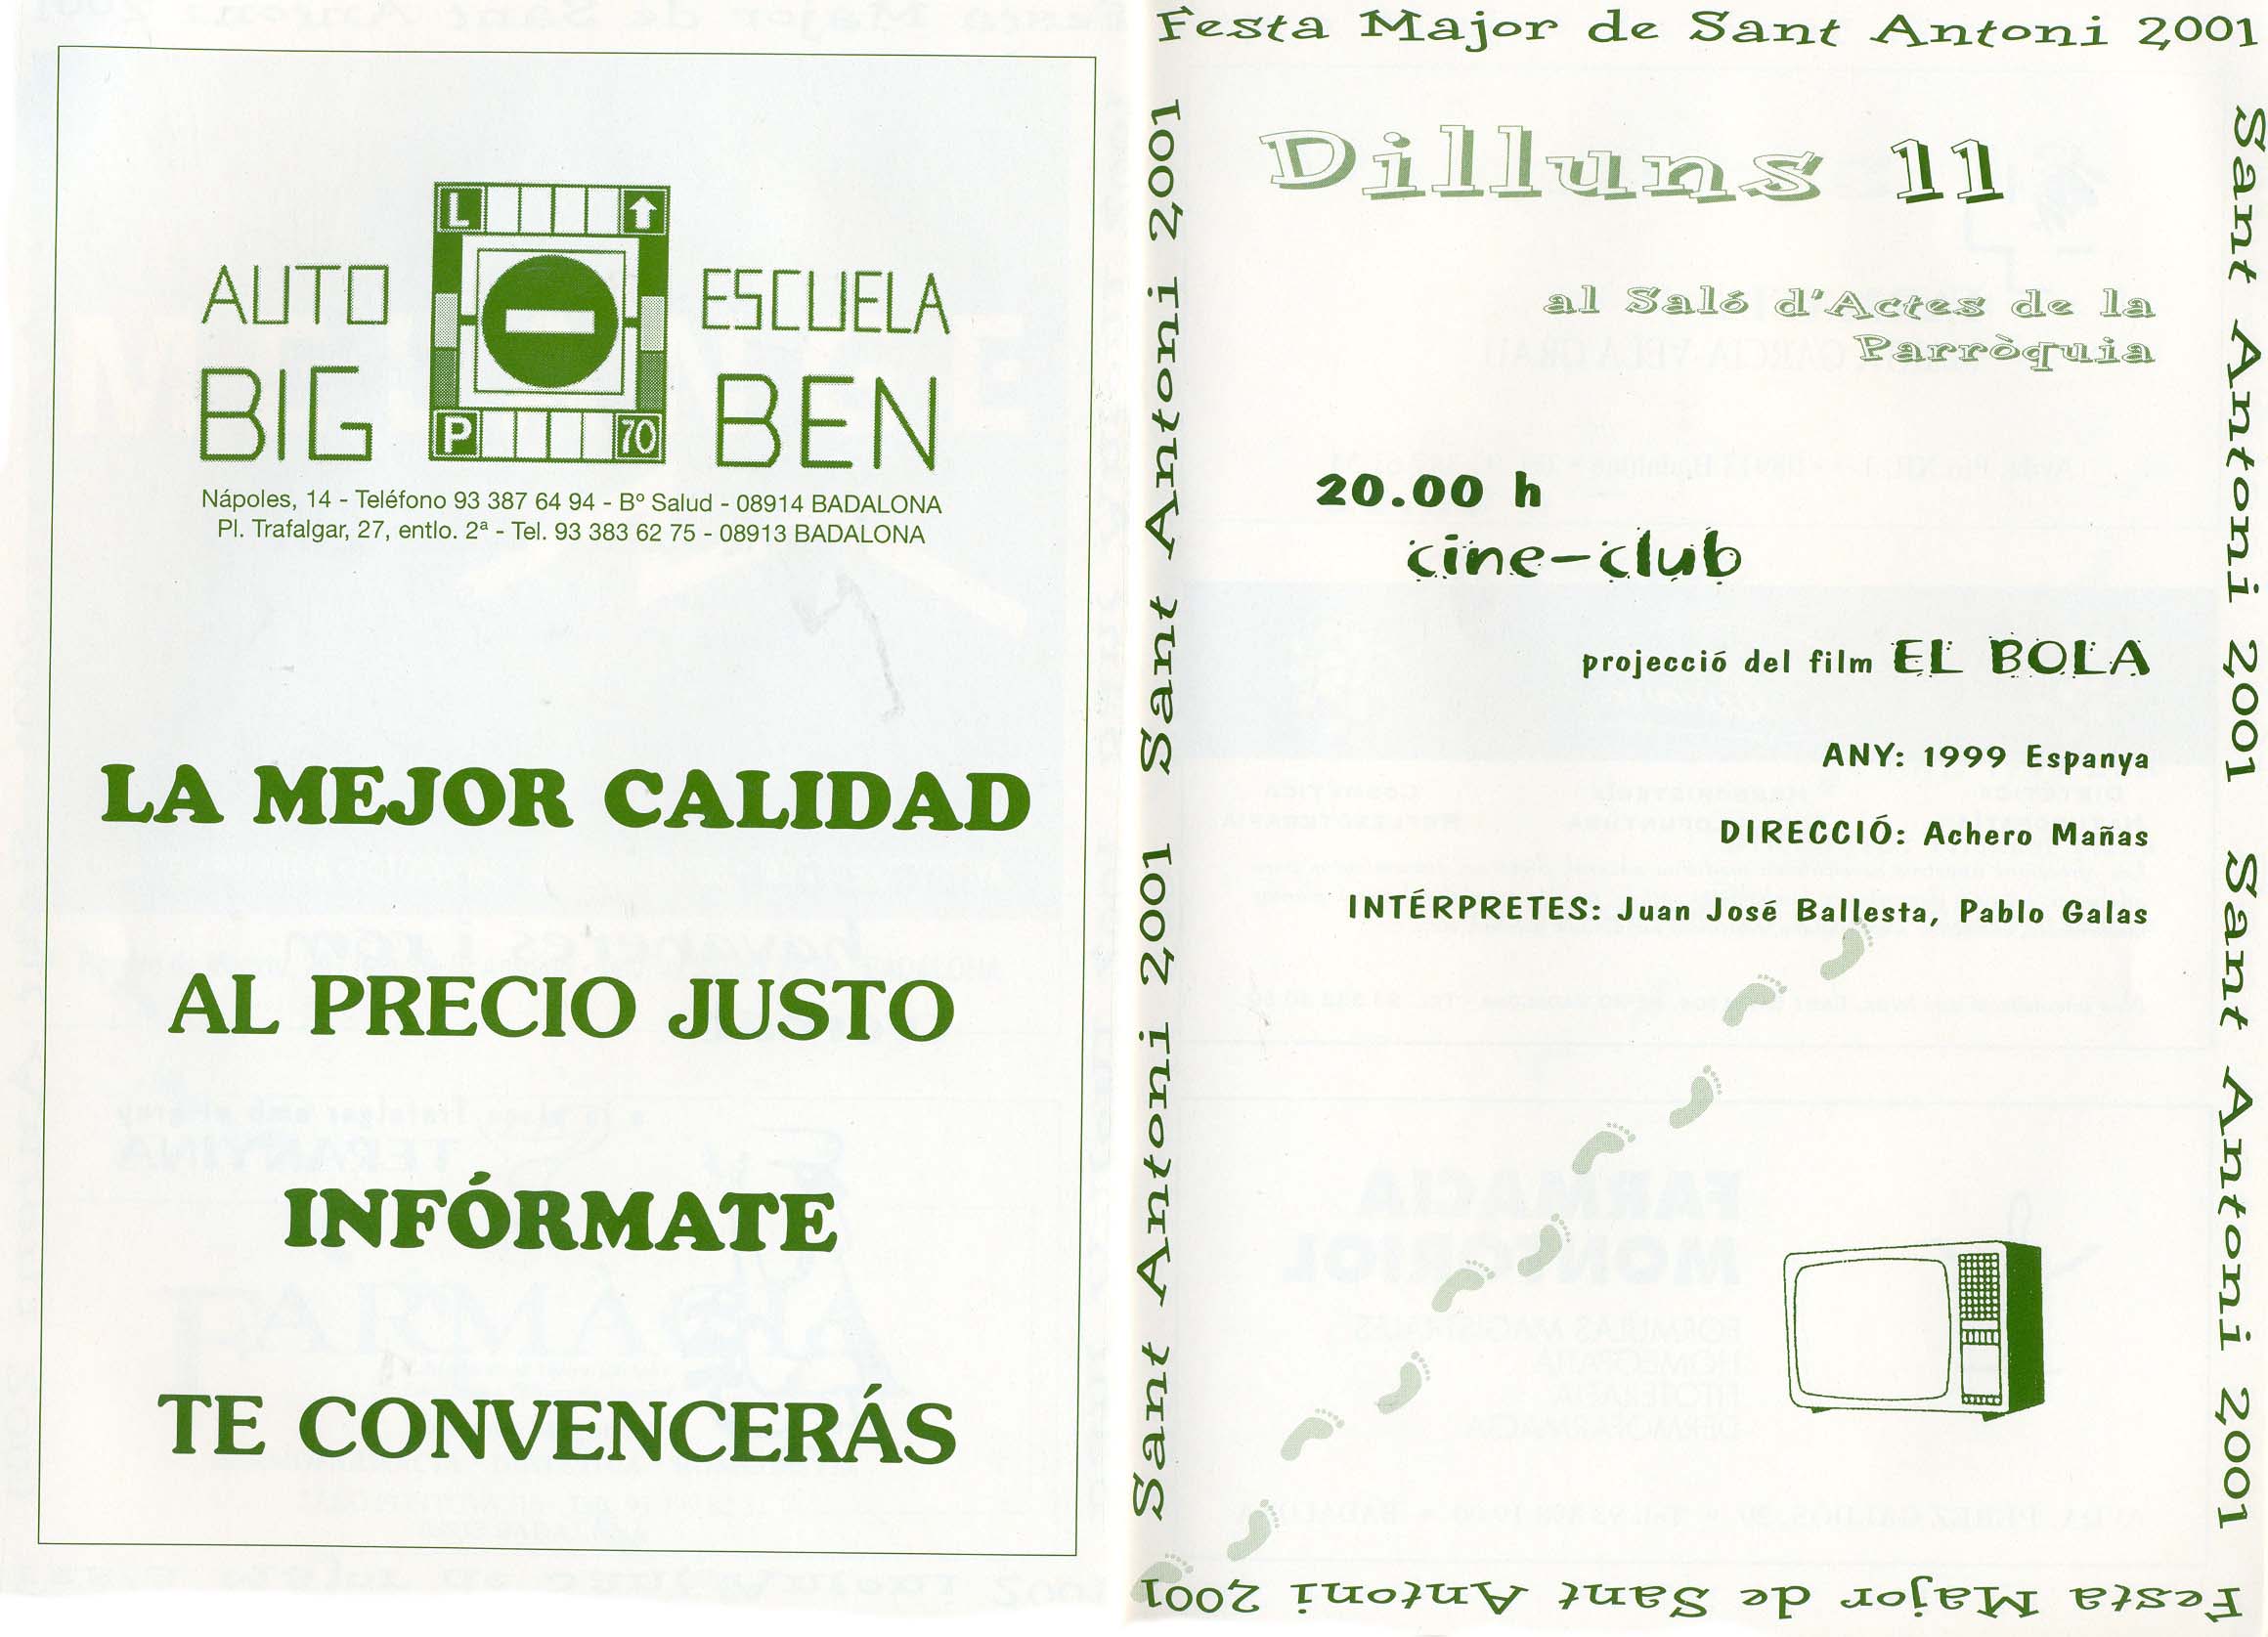 L
P
70
AUTO ESCUELA
BIG BEN
Nápoles, 14 - Teléfono 93 387 64 94 - Bº Salud - 08914 BADALONA
Pl. Trafalgar, 27, entlo. 2ª - Tel. 93 383 62 75 - 08913 BADALONA
LA MEJOR CALIDAD
AL PRECIO JUSTO
INFÓRMATE
TE CONVENCERÁS
Festa Major de Sant Antoni 2001
Sant Antoni 2001 Sant Antoni 2001
Dilluns 11
al Saló d'Actes de la
Parròquia
20.00 h
cine-club
projecció del film EL BOLA
ANY: 1999 Espanya
DIRECCIÓ: Achero Mañas
INTÉRPRETES: Juan José Ballesta, Pablo Galas
Sant Antoni 2001 Sant Antoni 2001
Festa Major de Sant Antoni 2001